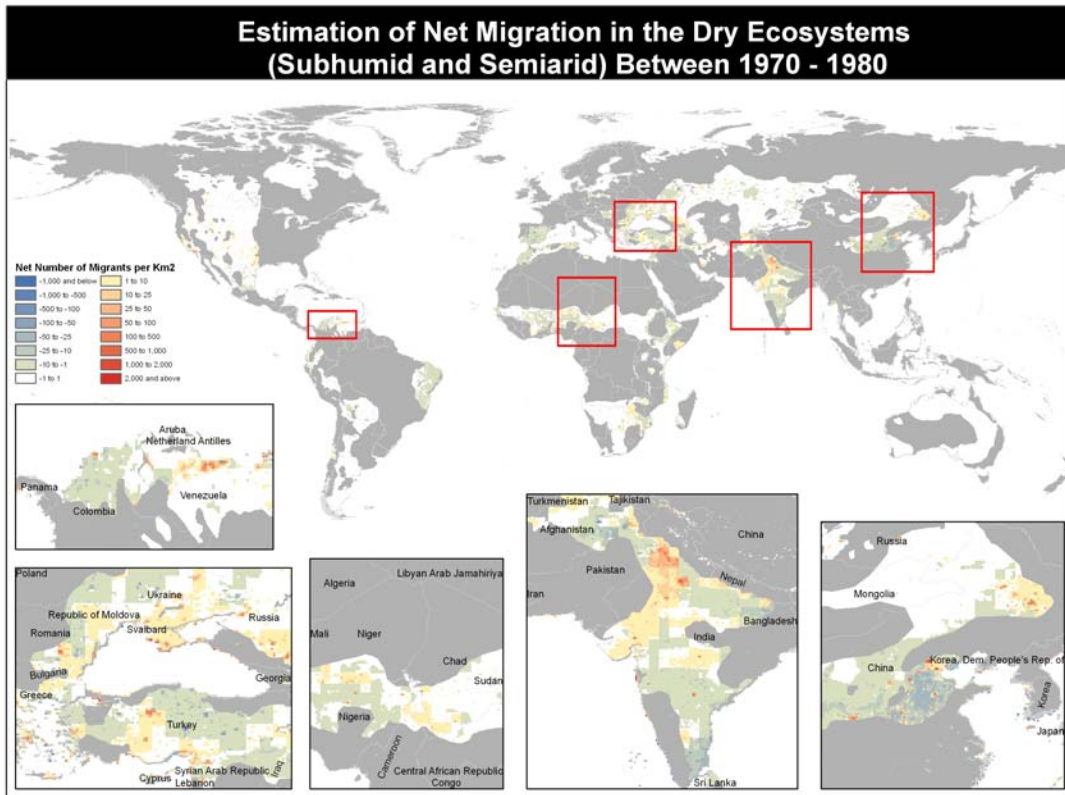 Estimation of Net Migration in the Dry Ecosystems
(Subhumid and Semiarid) Between 1970 - 1980
Net Number of Migrants per Km2
-1,000 and below
-1,000 to -500
-500 to -100
-100 to -50
-50 to -25
-25 to -10
-10 to -1
-1 to 1
1 to 10
10 to 25
25 to 50
50 to 100
100 to 500
500 to 1,000
1,000 to 2,000
2,000 and above
Aruba
Netherland Antilles
Panama
Venezuela
Colombia
Poland
Ukraine
Republic of Moldova
Russia
Romania
Svalbard
Bulgaria
Georgia
Greece
Turkey
Syrian Arab Republic
Iraq
Cyprus
Lebanon
Libyan Arab Jamahiriya
Algeria
Mali
Niger
Chad
Sudan
Nigeria
Cameroon
Central African Republic
Congo
Turkmenistan
Tajikistan
Afghanistan
China
Pakistan
Iran
Nepal
Bangladesh
India
Sri Lanka
Russia
Mongolia
China
Korea, Dem. People's Rep. of
Korea
Japan